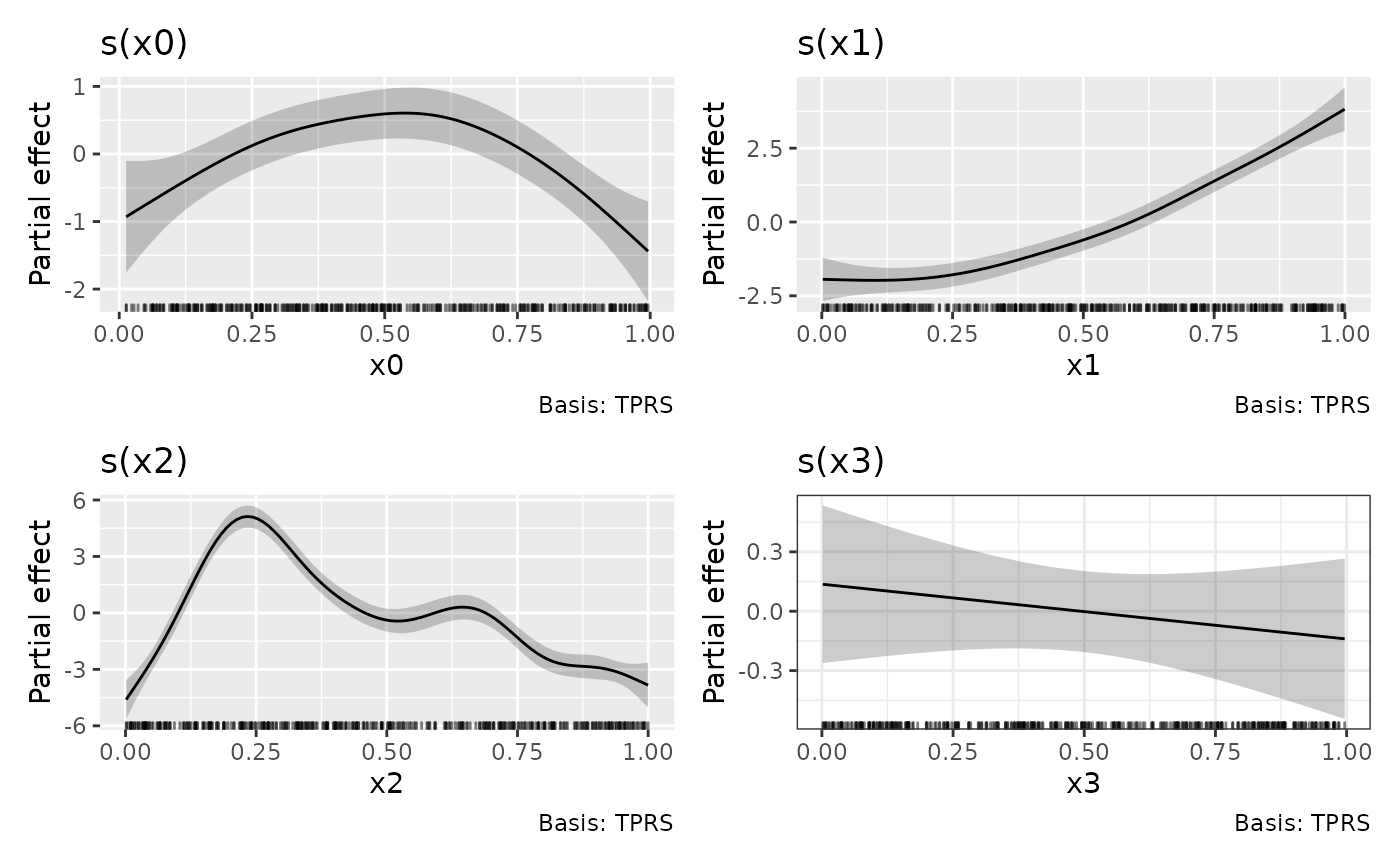 s(x0)
Partial effect
1
0
-1
-2
0.00 0.25 0.50 0.75 1.00
x0
Basis: TPRS
s(x1)
Partial effect
2.5
0.0
-2.5
0.00 0.25 0.50 0.75 1.00
x1
Basis: TPRS
s(x2)
Partial effect
6
3
0
-3
-6
0.00 0.25 0.50 0.75 1.00
x2
Basis: TPRS
s(x3)
Partial effect
0.3
0.0
-0.3
0.00 0.25 0.50 0.75 1.00
x3
Basis: TPRS